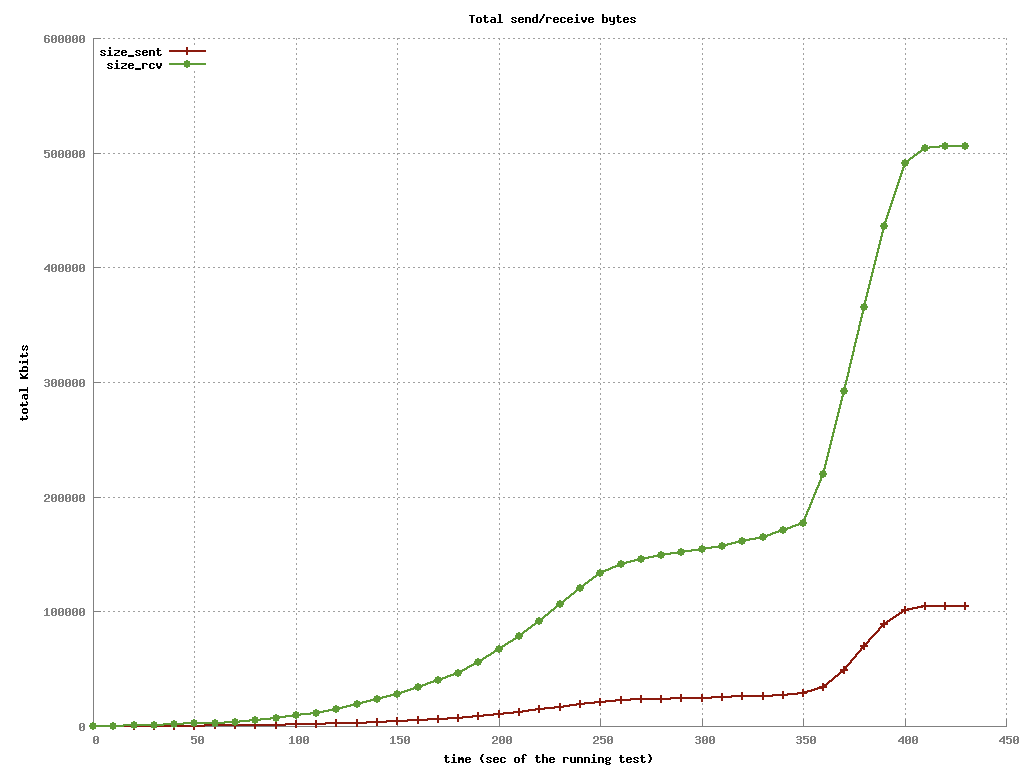 Total send/receive bytes
600000
size_sent
size_rcv
500000
400000
300000
total Kbits
200000
100000
0
0 50 100 150 200 250 300 350 400 450
time (sec of the running test)